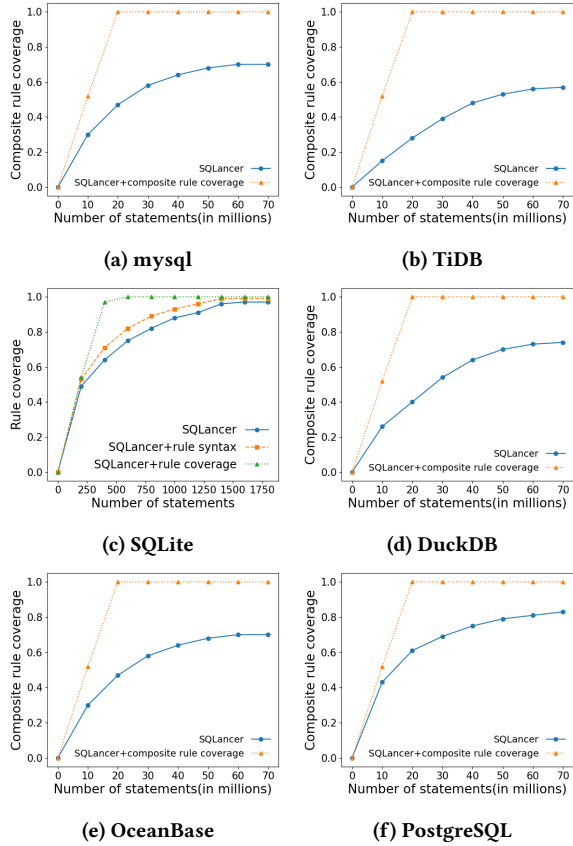 1.0
0.8
0.6
0.4
0.2
0.0
Composite rule coverage
SQLancer
SQLancer+composite rule coverage
0 10 20 30 40 50 60 70
Number of statements(in millions)
(a) mysql
1.0
0.8
0.6
0.4
0.2
0.0
Composite rule coverage
SQLancer
SQLancer+composite rule coverage
0 10 20 30 40 50 60 70
Number of statements(in millions)
(b) TiDB
1.0
0.8
0.6
0.4
0.2
0.0
Rule coverage
SQLancer
SQLancer+rule syntax
SQLancer+rule coverage
0 250 500 750 1000 1250 1500 1750
Number of statements
(c) SQLite
1.0
0.8
0.6
0.4
0.2
0.0
Composite rule coverage
SQLancer
SQLancer+composite rule coverage
0 10 20 30 40 50 60 70
Number of statements(in millions)
(d) DuckDB
1.0
0.8
0.6
0.4
0.2
0.0
Composite rule coverage
SQLancer
SQLancer+composite rule coverage
0 10 20 30 40 50 60 70
Number of statements(in millions)
(e) OceanBase
1.0
0.8
0.6
0.4
0.2
0.0
Composite rule coverage
SQLancer
SQLancer+composite rule coverage
0 10 20 30 40 50 60 70
Number of statements(in millions)
(f) PostgreSQL